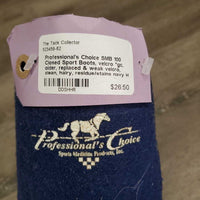 The Tack Collector
Professional's Choice SMB 100
Closed Sport Boots, velcro *gc,
older, replaced & weak velcro,
clean, hairy, residue/stains navy M
$26.50
Professional's Choice
Sports Medicine Products, Inc.